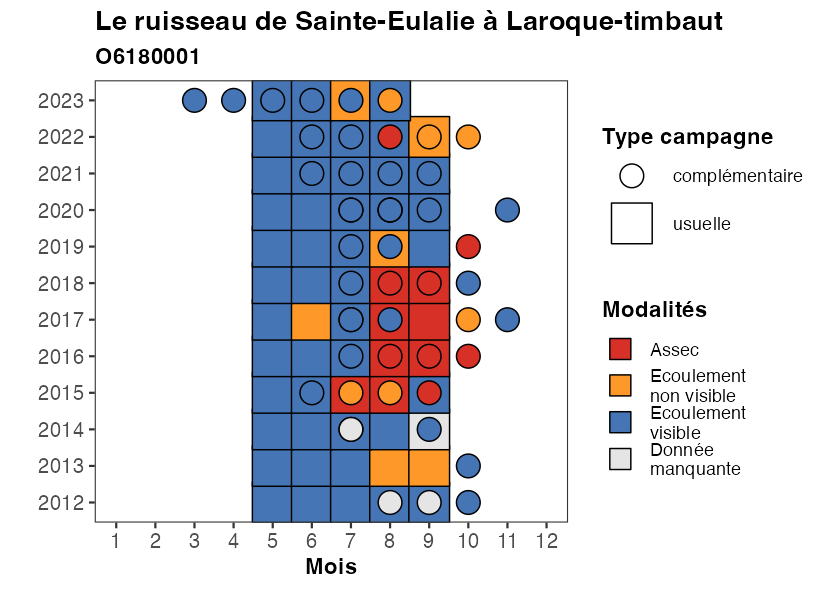 Le ruisseau de Sainte-Eulalie à Laroque-timbaut
O6180001
2023
2022
2021
2020
2019
2018
2017
2016
2015
2014
2013
2012
1 2 3 4 5 6 7 8 9 10 11 12
Mois
Type campagne
complémentaire
usuelle
Modalités
Assec
Ecoulement
non visible
Ecoulement
visible
Donnée
manquante